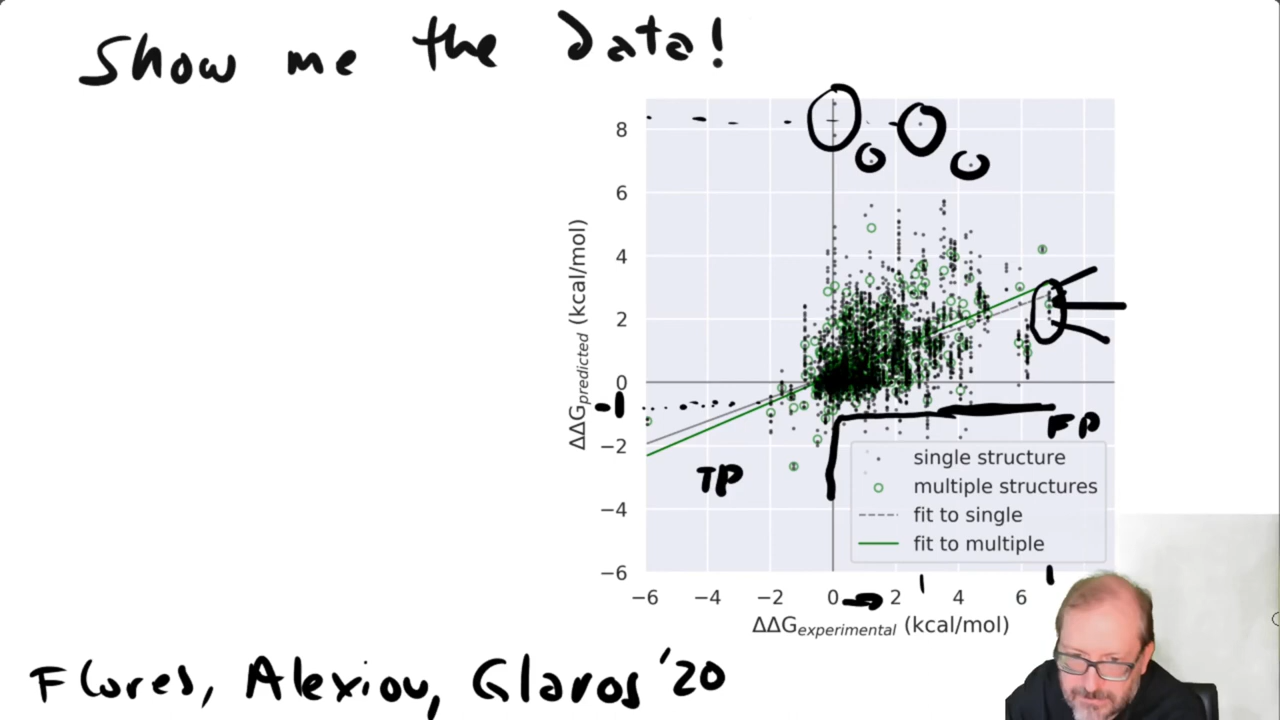 Show me the Data!
8
6
4
2
0
-1
−2
−4
−6
ΔΔGpredicted (kcal/mol)
TP
FP
single structure
multiple structures
fit to single
fit to multiple
−6 −4 −2 0 2 4 6
ΔΔGexperimental (kcal/mol)
Flores, Alexiou, Glaros '20